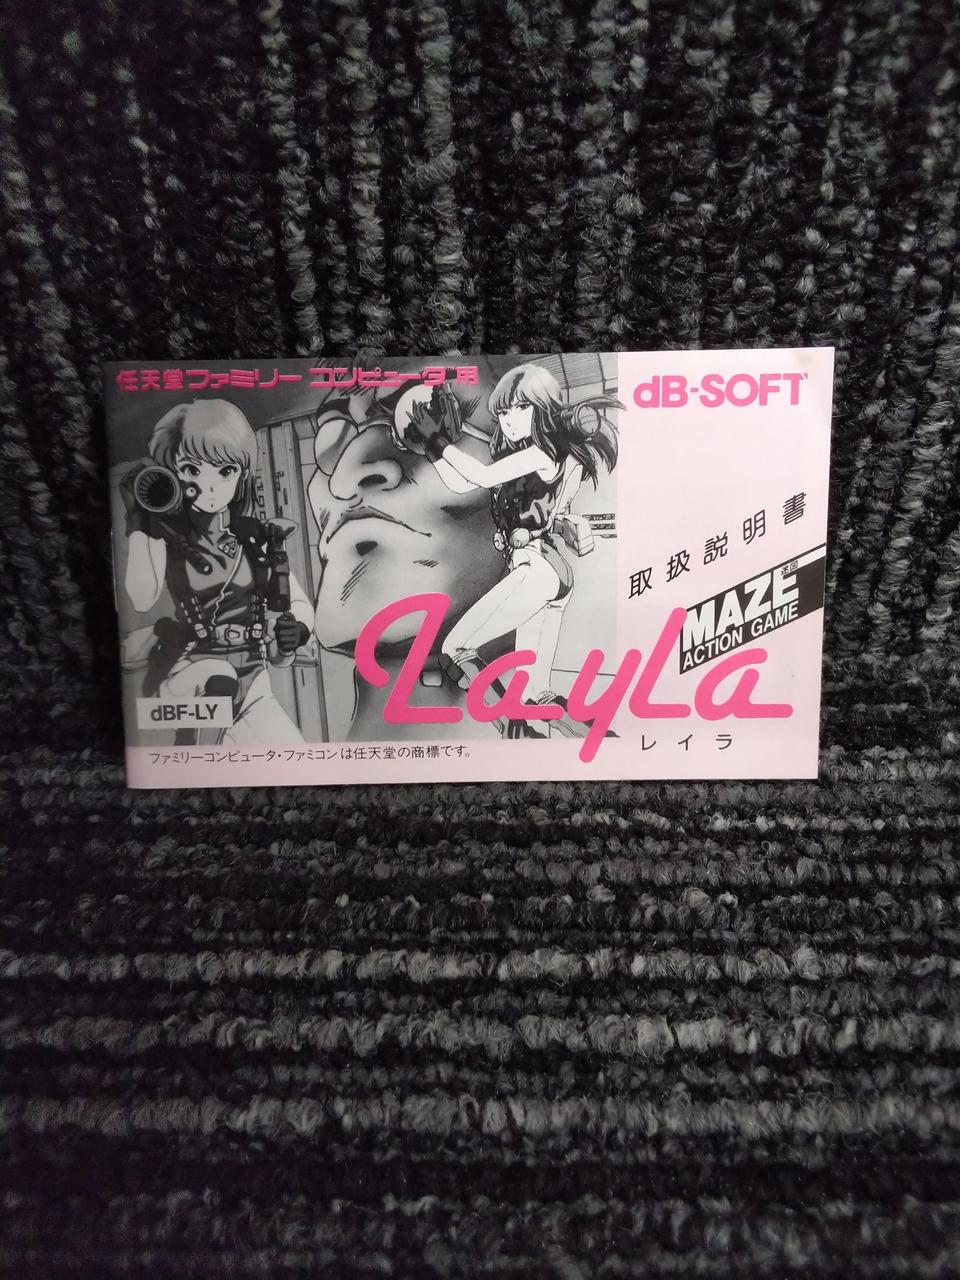 任天堂ファミリー コンピュータ用
dB-SOFT
取扱説明書
迷図
MAZE
ACTION GAME
Layla
レイラ
dBF-LY
ファミリーコンピュータ・ファミコンは任天堂の商標です。